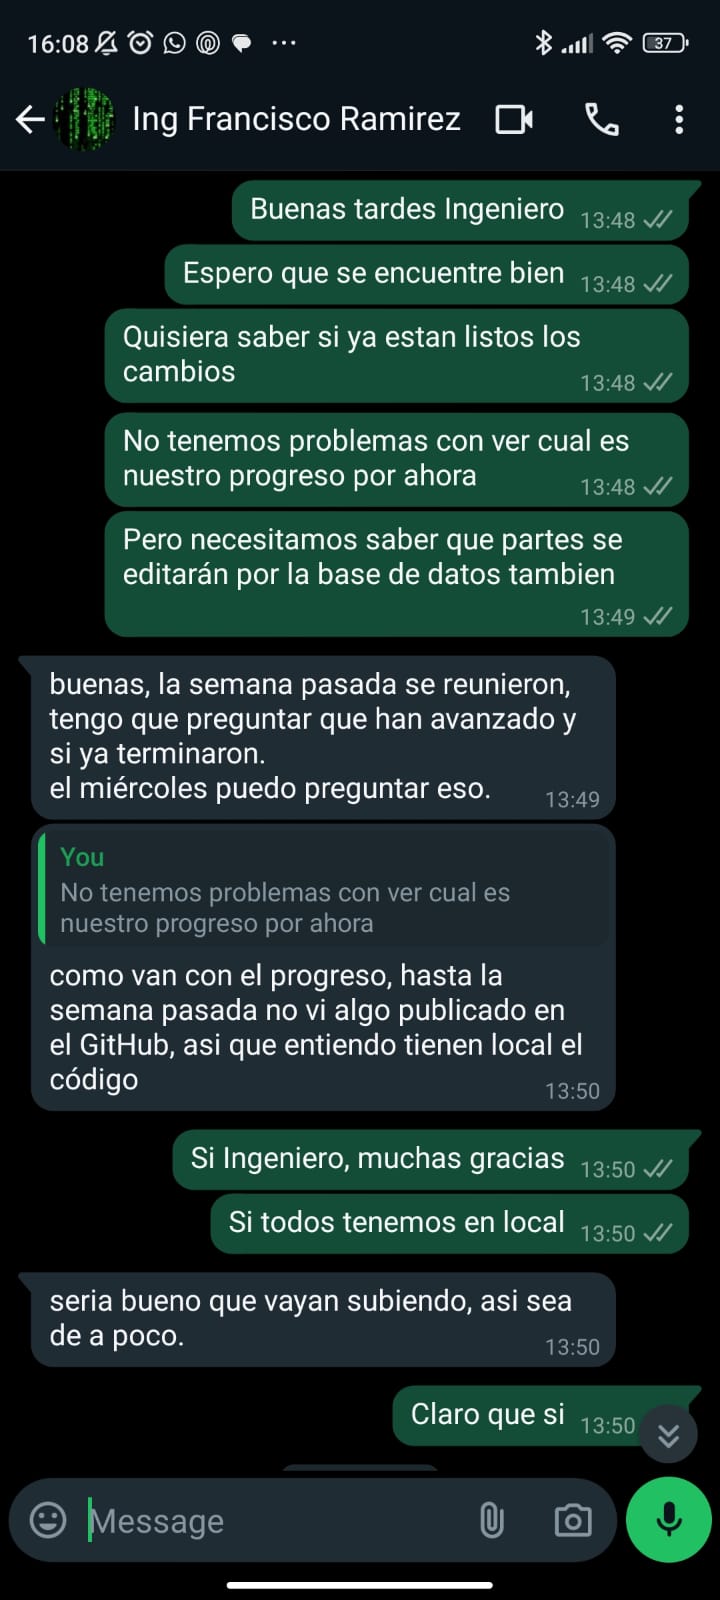 16:08
37
Ing Francisco Ramirez
Buenas tardes Ingeniero 13:48
Espero que se encuentre bien 13:48
Quisiera saber si ya estan listos los
cambios
13:48
No tenemos problemas con ver cual es
nuestro progreso por ahora 13:48
Pero necesitamos saber que partes se
editarán por la base de datos tambien
13:49
buenas, la semana pasada se reunieron,
tengo que preguntar que han avanzado y
si ya terminaron.
el miércoles puedo preguntar eso. 13:49
You
No tenemos problemas con ver cual es
nuestro progreso por ahora
como van con el progreso, hasta la
semana pasada no vi algo publicado en
el GitHub, asi que entiendo tienen local el
código
13:50
Si Ingeniero, muchas gracias 13:50
Si todos tenemos en local 13:50
seria bueno que vayan subiendo, asi sea
de a poco.
13:50
Claro que si 13:50
Message